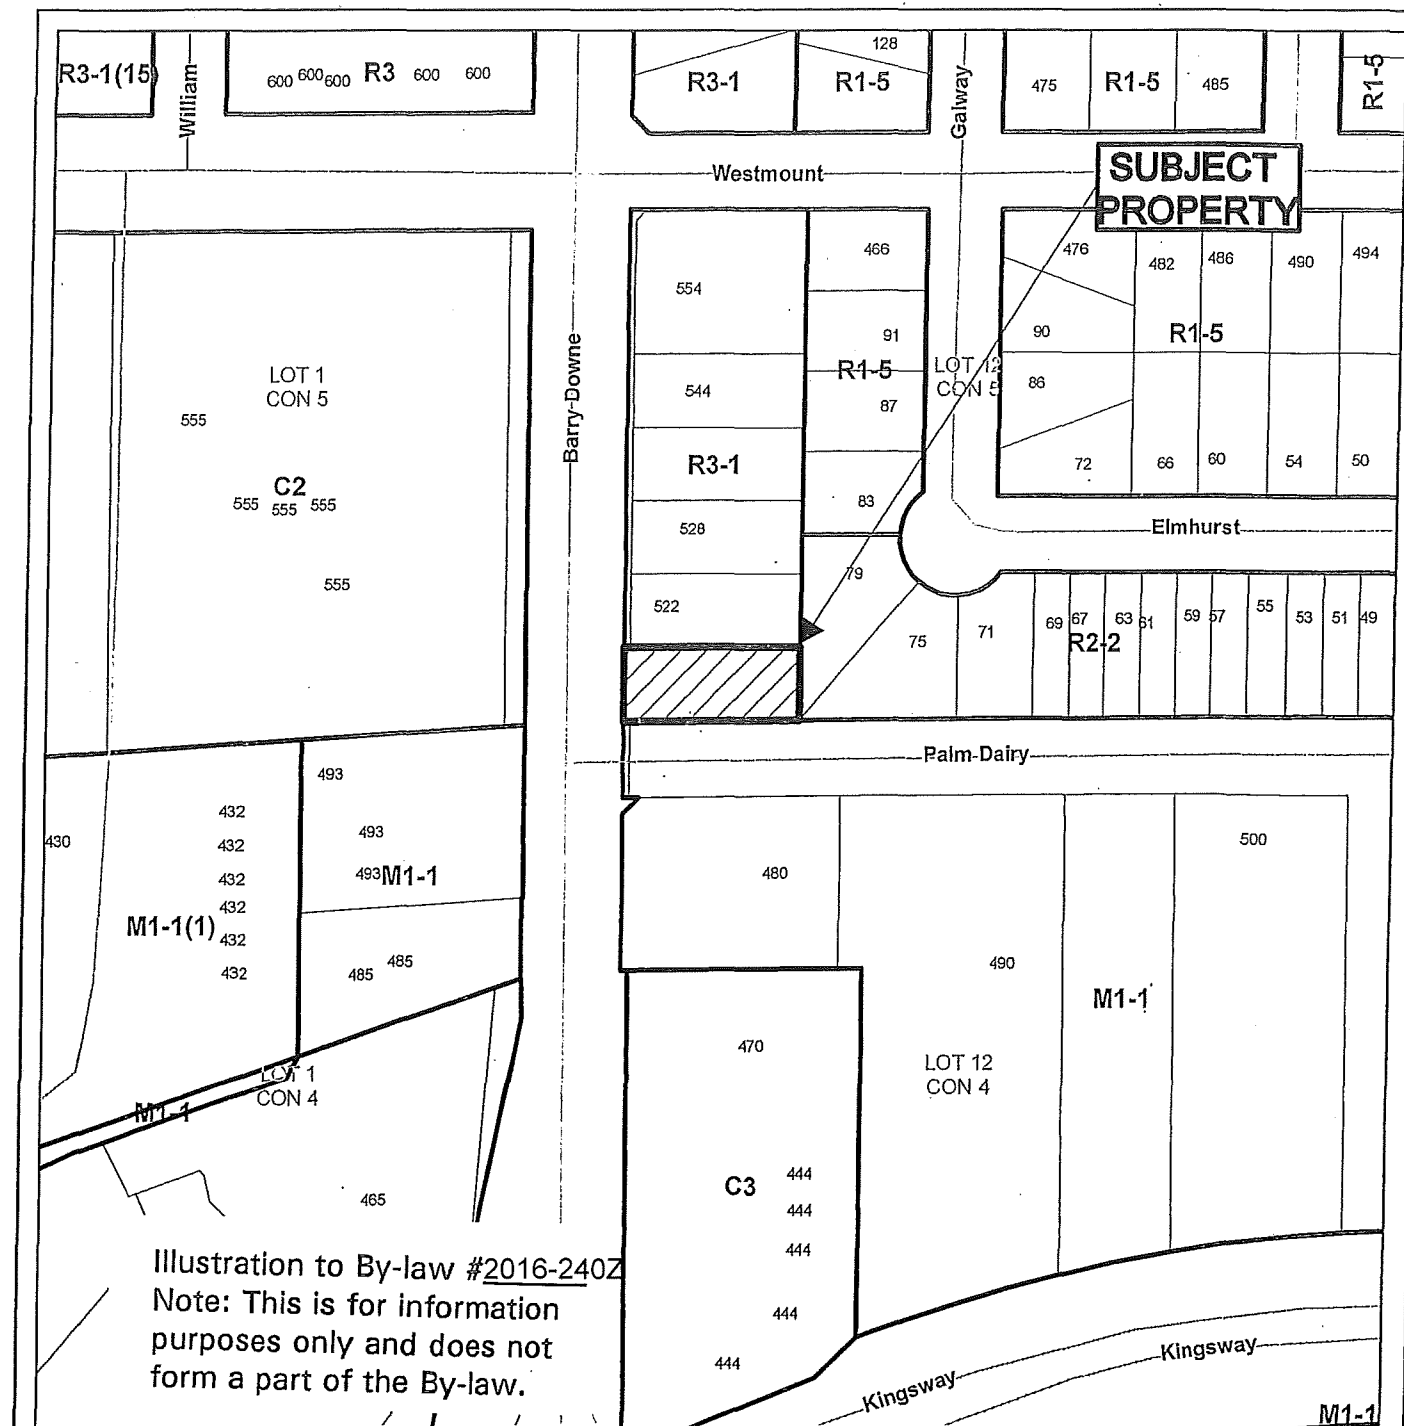 R3-1(15)
William
600 600 600 R3 600 600
R3-1
128
R1-5
Galway
475 R1-5 485
R1-5
Westmount
SUBJECT
PROPERTY
554
544
R3-1
528
522
466
91
R1-5
87
83
79
LOT 12
CON 5
476
482
486
490
494
90
R1-5
86
72
66
60
54
50
Elmhurst
Barry-Downe
LOT 1
CON 5
555
C2
555 555 555
555
75
71
69
67
63
61
59
57
55
53
51
49
R2-2
Palm-Dairy
430
432
432
432
432
M1-1(1)
432
432
493
493
493 M1-1
485 485
480
490
500
M1-1
LOT 12
CON 4
LOT 1
CON 4
M1-1
465
470
C3
444
444
444
444
444
Illustration to By-law #2016-240Z
Note: This is for information
purposes only and does not
form a part of the By-law.
Kingsway
Kingsway
M1-1